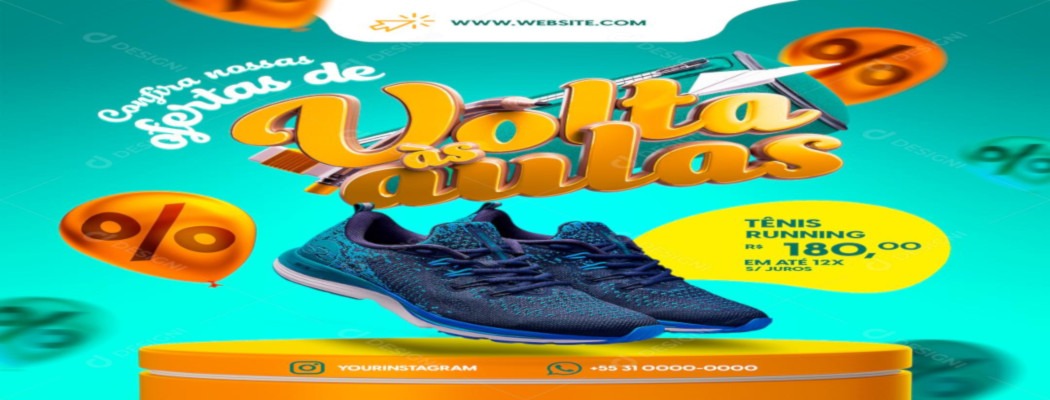 WWW.WEBSITE.COM
Confira nossas
ofertas de
Volta
às
aulas
%
%
%
%
TÊNIS
RUNNING
R$ 180,00
EM ATÉ 12X
S/ JUROS
YOURINSTAGRAM
+55 31 0000-0000
DESIGNI